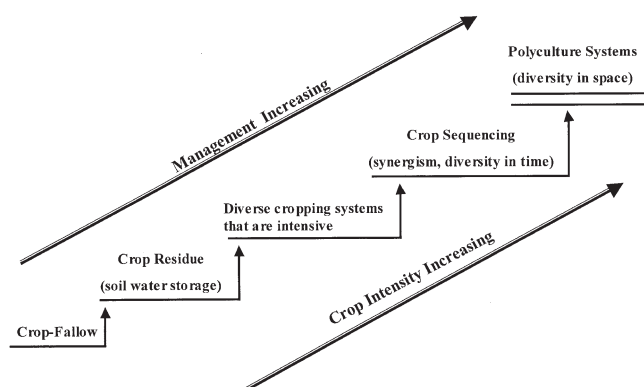 Polyculture Systems
(diversity in space)
Management Increasing
Crop Sequencing
(synergism, diversity in time)
Diverse cropping systems
that are intensive
Crop Residue
(soil water storage)
Crop Intensity Increasing
Crop-Fallow